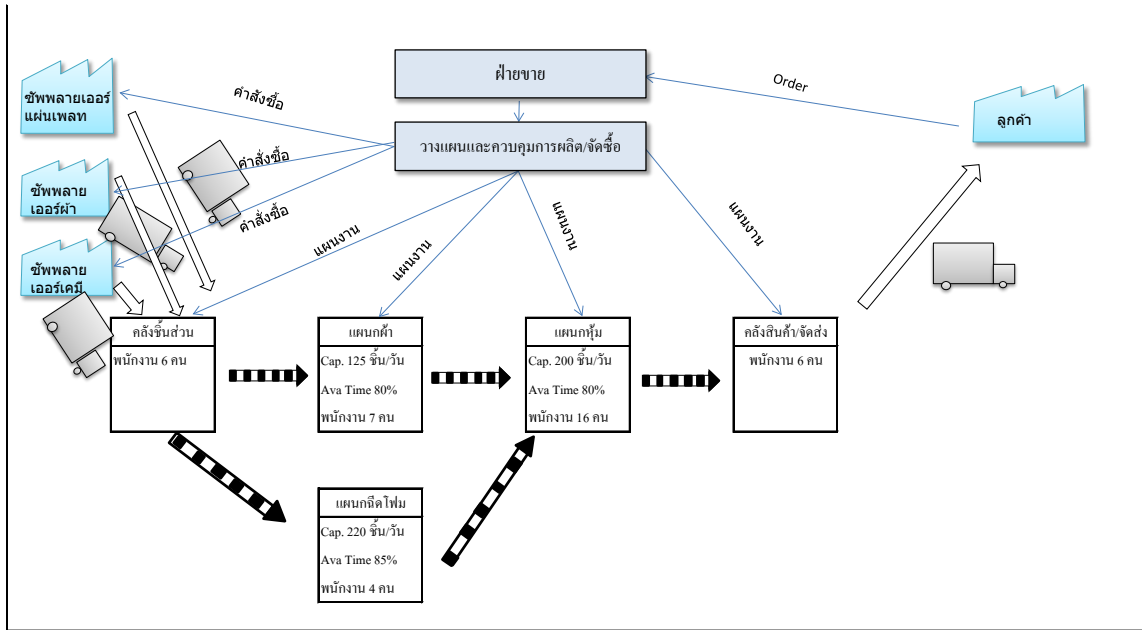 ฝ่ายขาย
Order
ซัพพลายเออร์
แผ่นเพลท
คำสั่งซื้อ
ลูกค้า
วางแผนและควบคุมการผลิต/จัดซื้อ
คำสั่งซื้อ
ซัพพลาย
เออร์ผ้า
คำสั่งซื้อ
แผนงาน
แผนงาน
แผนงาน
แผนงาน
ซัพพลาย
เออร์เคมี
คลังชิ้นส่วน
พนักงาน 6 คน
แผนกผ้า
Cap. 125 ชิ้น/วัน
Ava Time 80%
พนักงาน 7 คน
แผนกหุ้ม
Cap. 200 ชิ้น/วัน
Ava Time 80%
พนักงาน 16 คน
คลังสินค้า/จัดส่ง
พนักงาน 6 คน
แผนกฉีดโฟม
Cap. 220 ชิ้น/วัน
Ava Time 85%
พนักงาน 4 คน